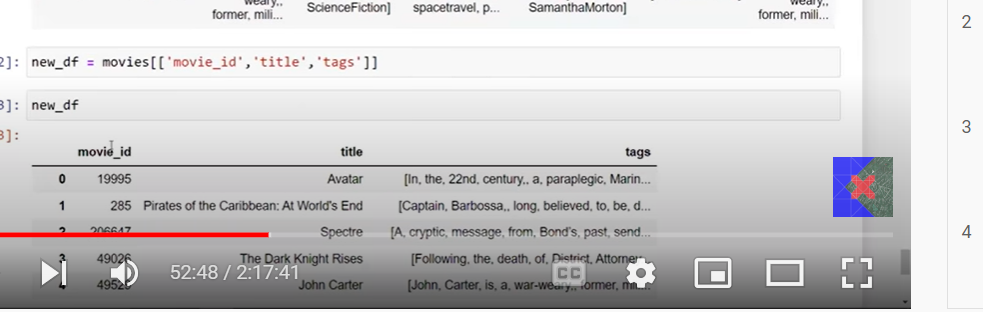 weary,,
former, mili...
ScienceFiction]
spacetravel, p...
SamanthaMorton]
weary,,
former, mili...
2]: new_df = movies[['movie_id','title','tags']]
3]: new_df
3]:
movie_id title tags
0 19995 Avatar [In, the, 22nd, century,, a, paraplegic, Marin...
1 285 Pirates of the Caribbean: At World's End [Captain, Barbossa,, long, believed, to, be, d...
2 206647 Spectre [A, cryptic, message, from, Bond's, past, send...
3 49026 The Dark Knight Rises [Following, the, death, of, District, Attorney...
4 49529 John Carter [John, Carter, is, a, war-weary,, former, mili...
52:48 / 2:17:41
CC
2
3
4